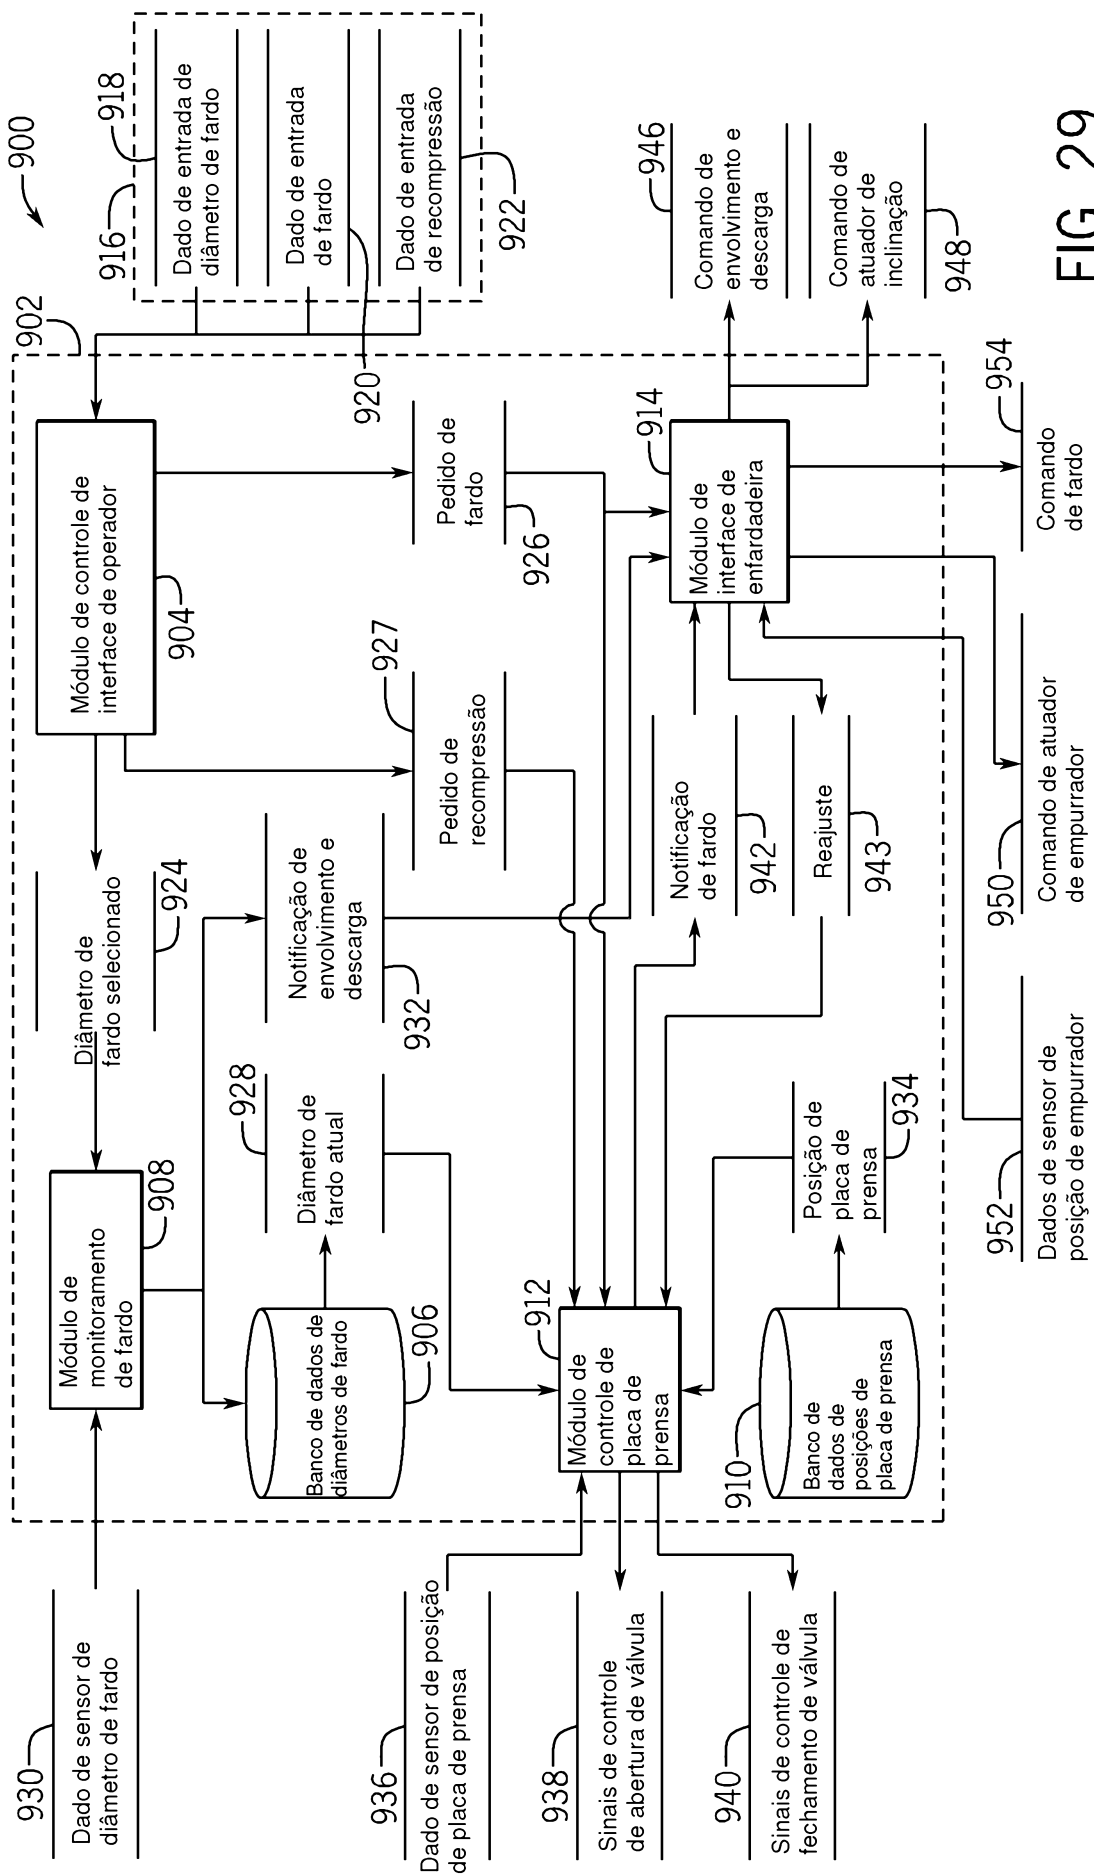 900
916
918
Dado de entrada de
diâmetro de fardo
Dado de entrada
de fardo
920
Dado de entrada
de recompressão
922
902
Módulo de controle de
interface de operador
904
Diâmetro de
fardo selecionado
924
Módulo de
monitoramento
de fardo
908
930
Dado de sensor de
diâmetro de fardo
Pedido de
fardo
926
927
Pedido de
recompressão
Notificação de
envolvimento e
descarga
932
928
Diâmetro de
fardo atual
Banco de dados de
diâmetros de fardo
906
936
Dado de sensor de posição
de placa de prensa
938
Sinais de controle
de abertura de válvula
940
Sinais de controle de
fechamento de válvula
912
Módulo de
controle de
placa de
prensa
910
Banco de
dados de
posições de
placa de prensa
Posição de
placa de
prensa
934
Notificação
de fardo
942
Reajuste
943
914
Módulo de
interface de
enfardadeira
946
Comando de
envolvimento e
descarga
Comando de
atuador de
inclinação
948
952
Dados de sensor de
posição de empurrador
950
Comando de atuador
de empurrador
954
Comando
de fardo
FIG 29